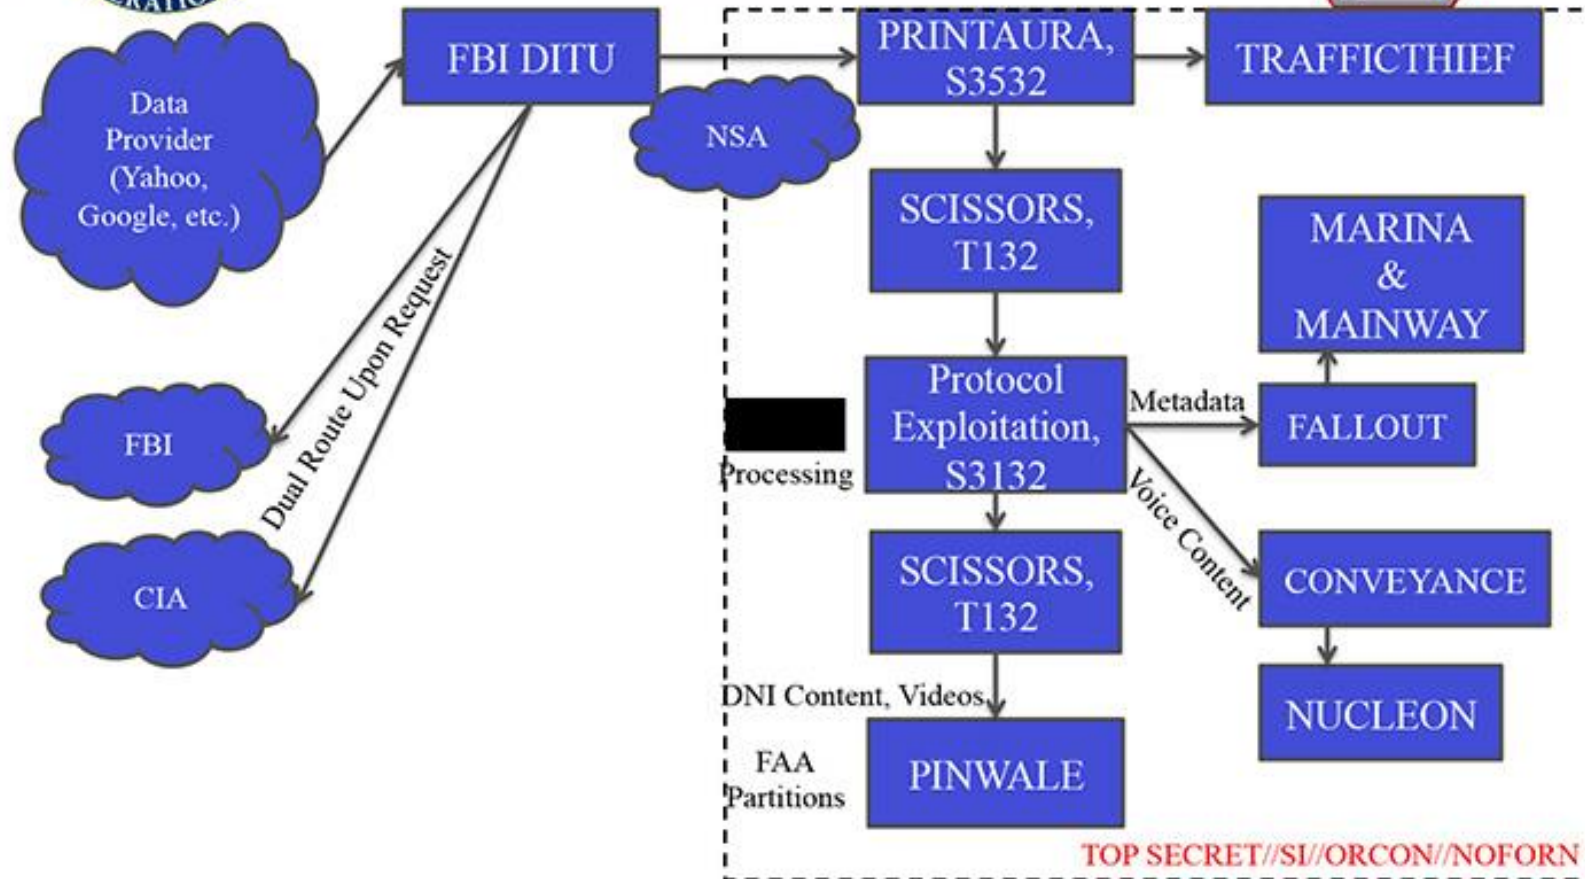 FBI DITU
PRINTAURA,
S3532
TRAFFICTHIEF
Data
Provider
(Yahoo,
Google, etc.)
NSA
SCISSORS,
T132
MARINA
&
MAINWAY
Dual Route Upon Request
FBI
CIA
Processing
Protocol
Exploitation,
S3132
Metadata
FALLOUT
Voice Content
SCISSORS,
T132
CONVEYANCE
NUCLEON
DNI Content, Videos
FAA
Partitions
PINWALE
TOP SECRET//SI//ORCON//NOFORN